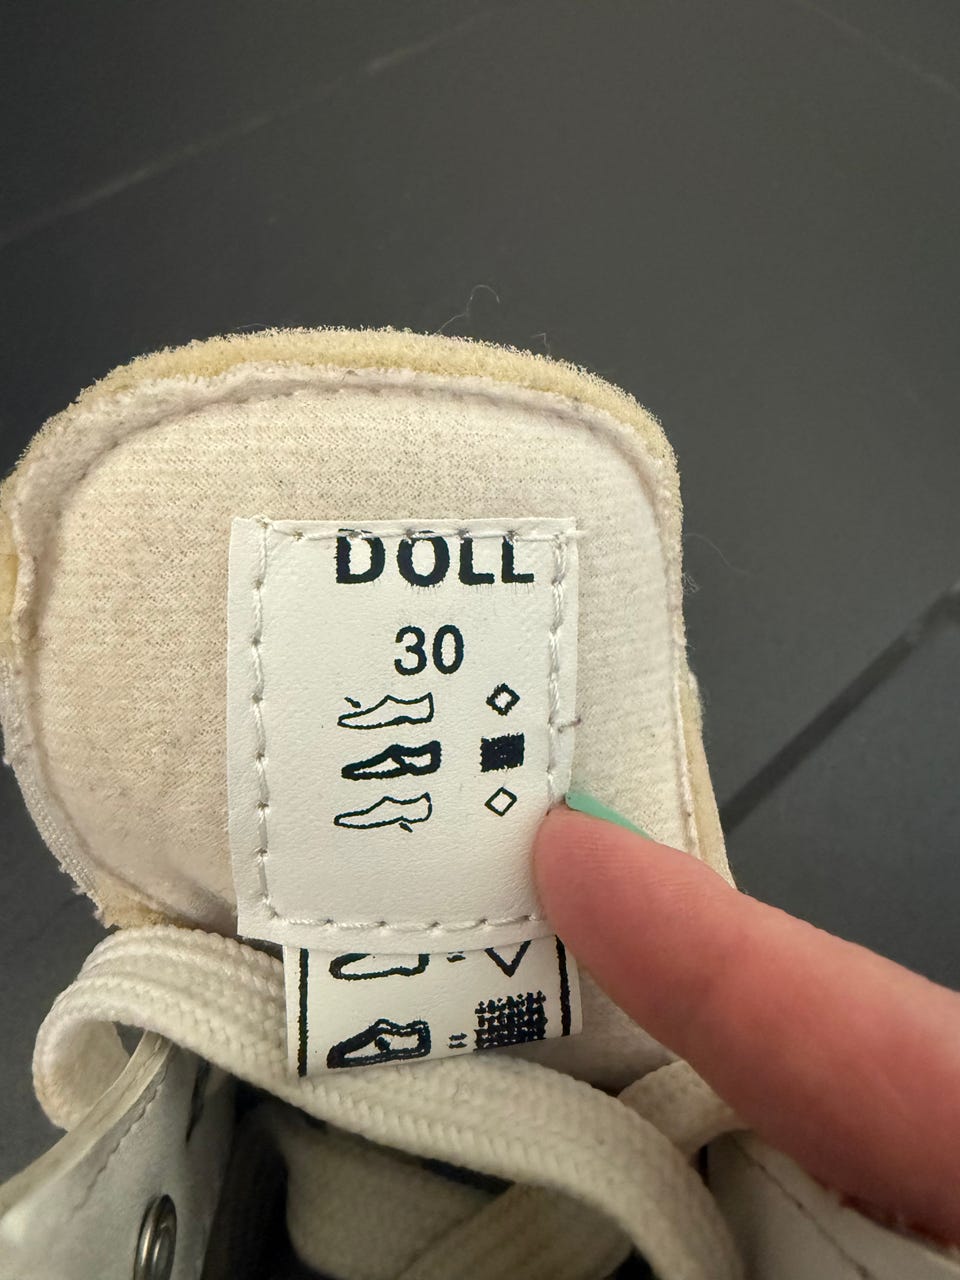 DOLL
30
=
=